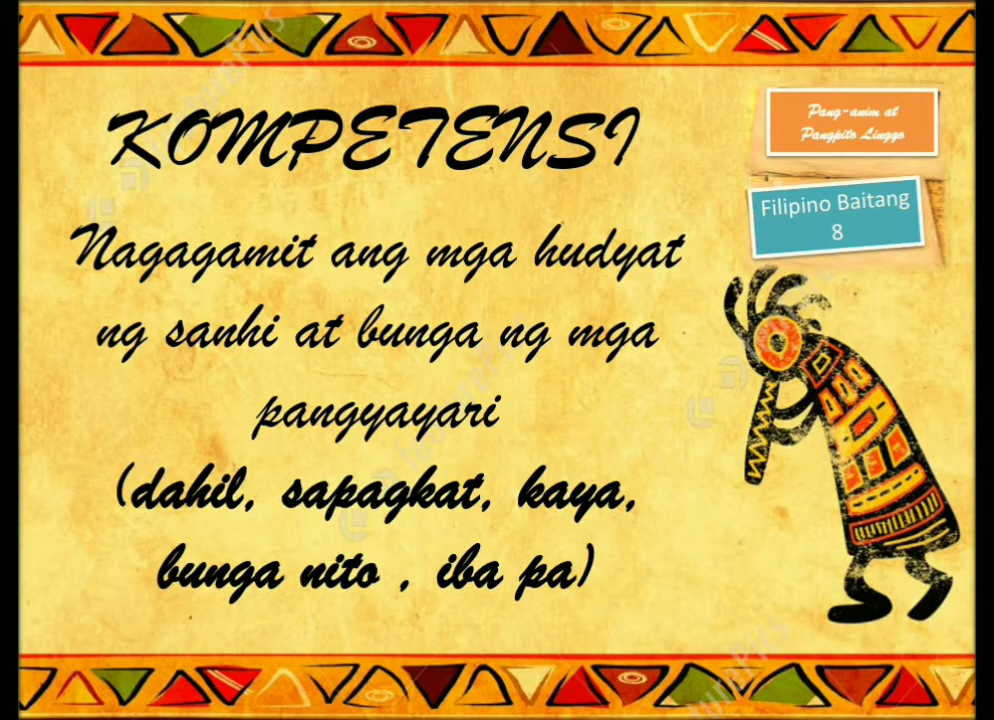 KOMPETENSI
Pang-anim at
Pangpito Linggo
Filipino Baitang
8
Nagagamit ang mga hudyat
ng sanhi at bunga ng mga
pangyayari
(dahil, sapagkat, kaya,
bunga nito , iba pa)